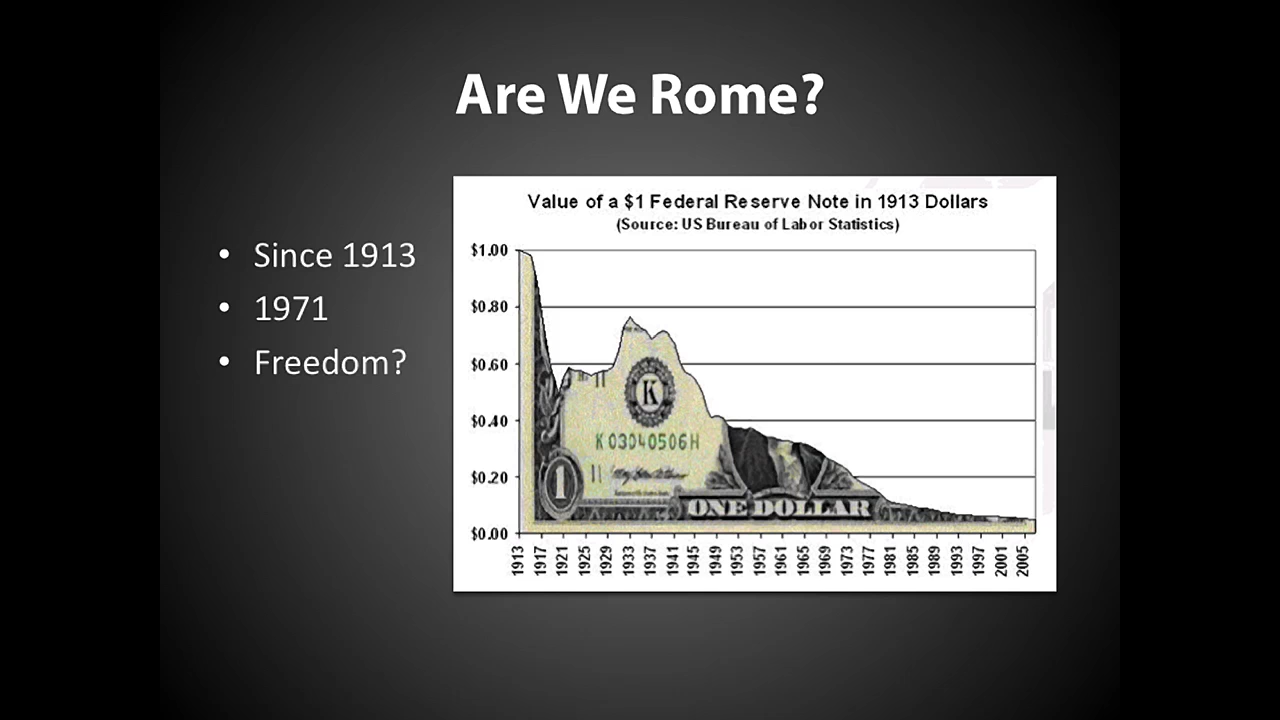 Are We Rome?
• Since 1913
• 1971
• Freedom?
Value of a $1 Federal Reserve Note in 1913 Dollars
(Source: US Bureau of Labor Statistics)
$1.00
$0.80
$0.60
$0.40
$0.20
$0.00
K
K 03040506 H
1
ONE DOLLAR
1913 1917 1921 1925 1929 1933 1937 1941 1945 1949 1953 1957 1961 1965 1969 1973 1977 1981 1985 1989 1993 1997 2001 2005